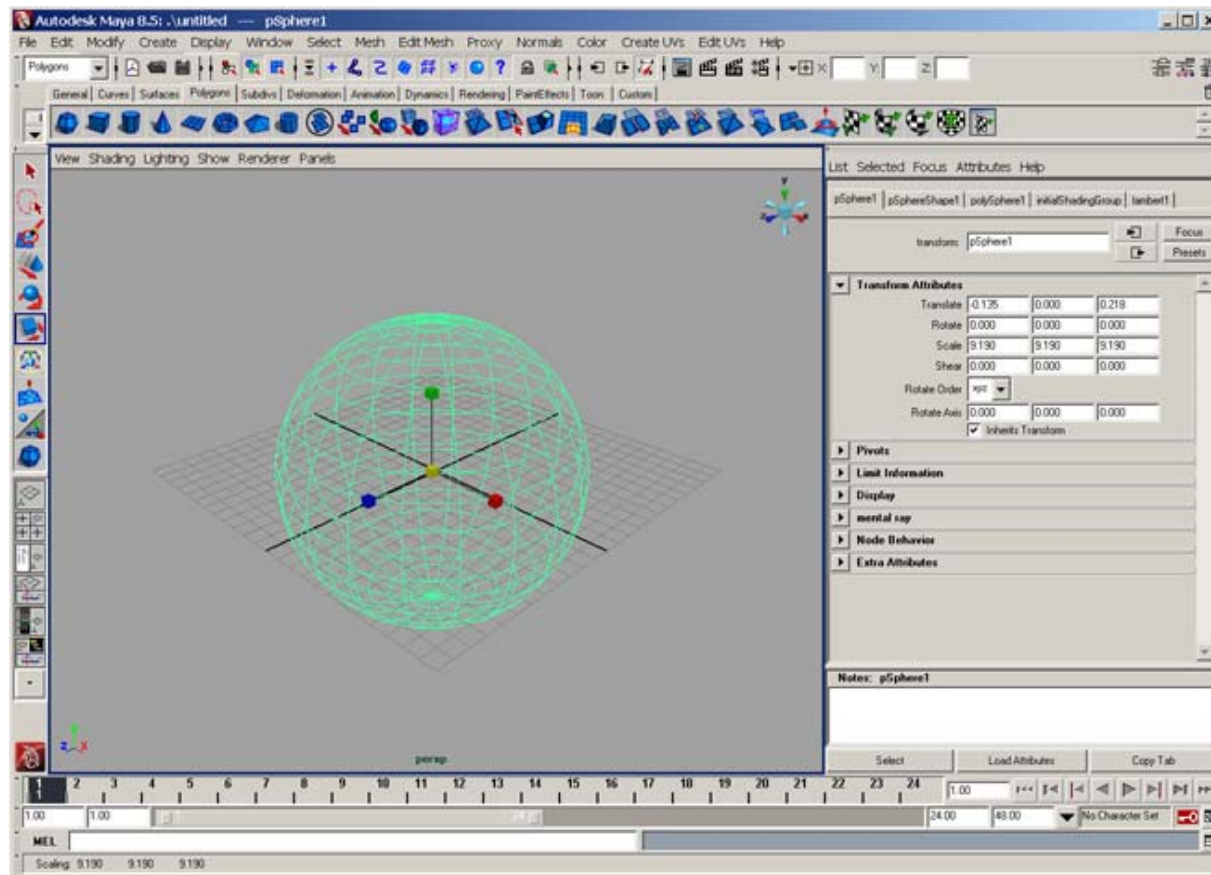 Autodesk Maya 8.5: .\untitled --- pSphere1
File Edit Modify Create Display Window Select Mesh Edit Mesh Proxy Normals Color Create UVs Edit UVs Help
Polygons X: Y: Z:
General Curves Surfaces Polygons Subdivs Deformation Animation Dynamics Rendering PaintEffects Toon Custom
View Shading Lighting Show Renderer Panels
List Selected Focus Attributes Help
pSphere1 pSphereShape1 polySphere1 initialShadingGroup lambert1
transform: pSphere1 Focus
Presets
Transform Attributes
Translate -0.135 0.000 0.218
Rotate 0.000 0.000 0.000
Scale 9.190 9.190 9.190
Shear 0.000 0.000 0.000
Rotate Order xyz
Rotate Axis 0.000 0.000 0.000
Inherits Transform
Pivots
Limit Information
Display
mental ray
Node Behavior
Extra Attributes
Notes: pSphere1
persp
Select Load Attributes Copy Tab
1 2 3 4 5 6 7 8 9 10 11 12 13 14 15 16 17 18 19 20 21 22 23 24 1.00
1
1.00 1.00 24.00 48.00 No Character Set
MEL
Scaling: 9.190 9.190 9.190